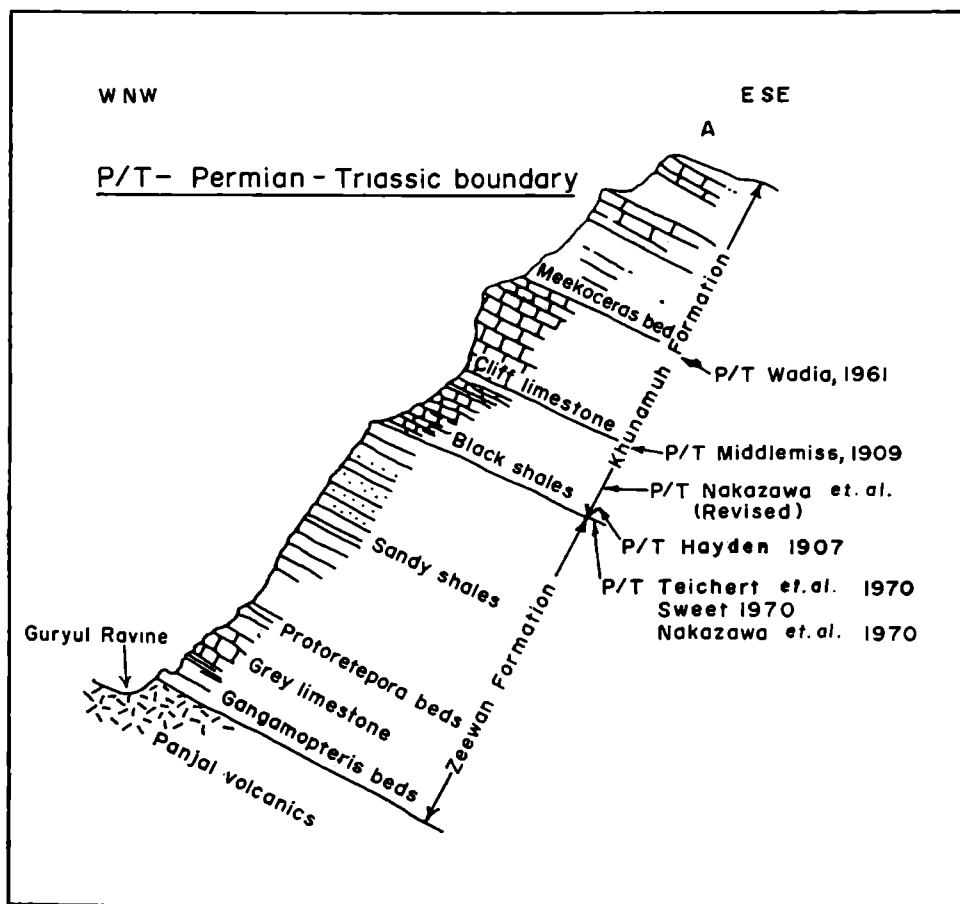 WNW
ESE
A
P/T- Permian - Triassic boundary
Meekoceras bed
Khunamuh Formation
P/T Wadia, 1961
Cliff limestone
P/T Middlemiss, 1909
Black shales
P/T Nakazawa et. al.
(Revised)
P/T Hayden 1907
Sandy shales
P/T Teichert et. al. 1970
Sweet 1970
Nakazawa et. al. 1970
Guryul Ravine
Protoretepora beds
Grey limestone
Zeewan Formation
Gangamopteris beds
Panjal volcanics